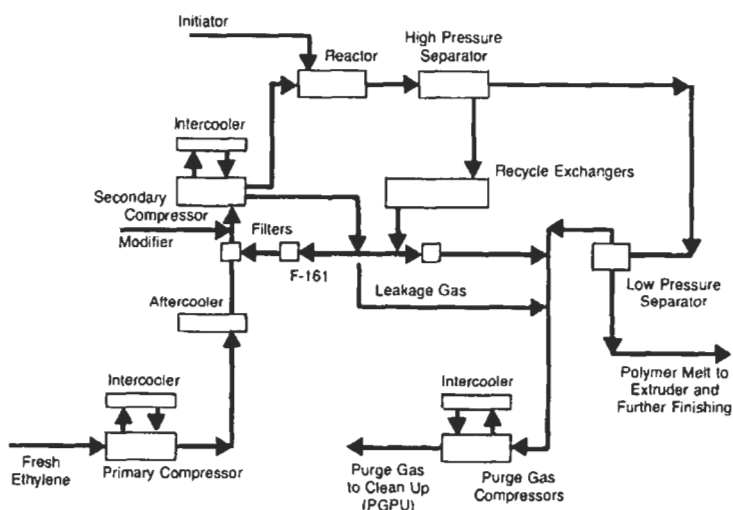 Initiator
Reactor
High Pressure
Separator
Intercooler
Recycle Exchangers
Secondary
Compressor
Modifier
Filters
F-161
Leakage Gas
Low Pressure
Separator
Aftercooler
Polymer Melt to
Extruder and
Further Finishing
Intercooler
Intercooler
Fresh
Ethylene
Primary Compressor
Purge Gas
to Clean Up
(PGPU)
Purge Gas
Compressors